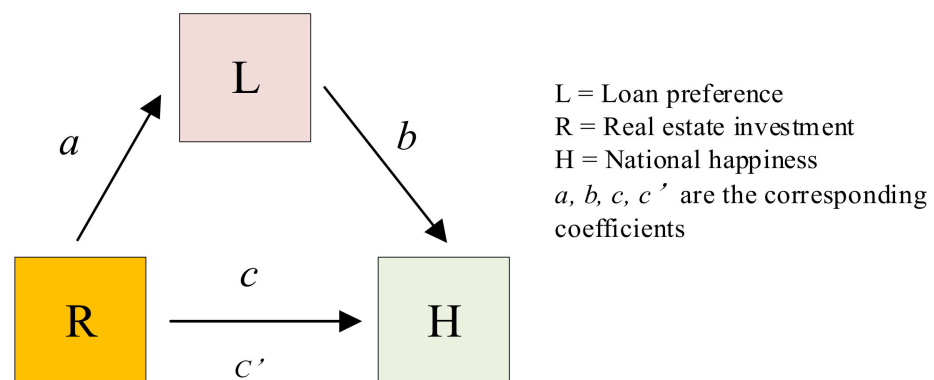 L
a
b
R
c
c’
H
L = Loan preference
R = Real estate investment
H = National happiness
a, b, c, c’ are the corresponding
coefficients